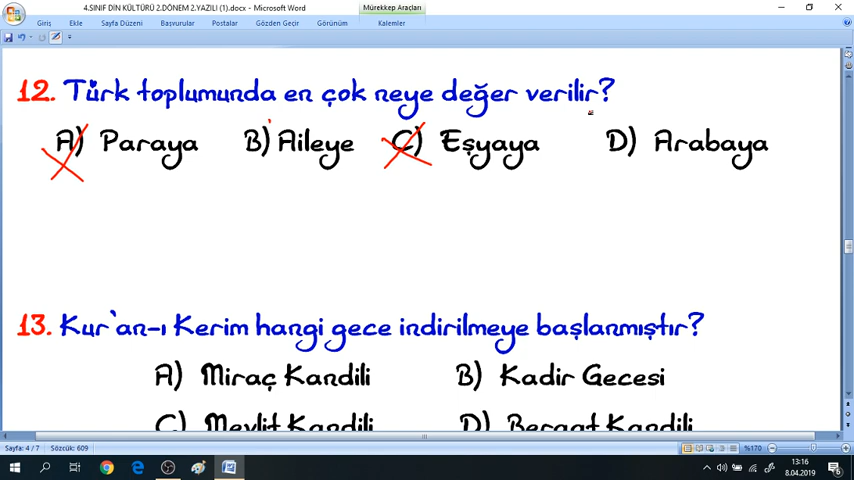 4.SINIF DİN KÜLTÜRÜ 2.DÖNEM 2.YAZILI (1).docx - Microsoft Word
Mürekkep Araçları
Giriş Ekle Sayfa Düzeni Başvurular Postalar Gözden Geçir Görünüm Kalemler
12. Türk toplumunda en çok neye değer verilir?
A) Paraya B) Aileye C) Eşyaya D) Arabaya
13. Kur'an-ı Kerim hangi gece indirilmeye başlanmıştır?
A) Miraç Kandili B) Kadir Gecesi
C) Mevlit Kandili D) Beraat Kandili
Sayfa: 4 / 7 Sözcük: 609 %170
13:16
8.04.2019